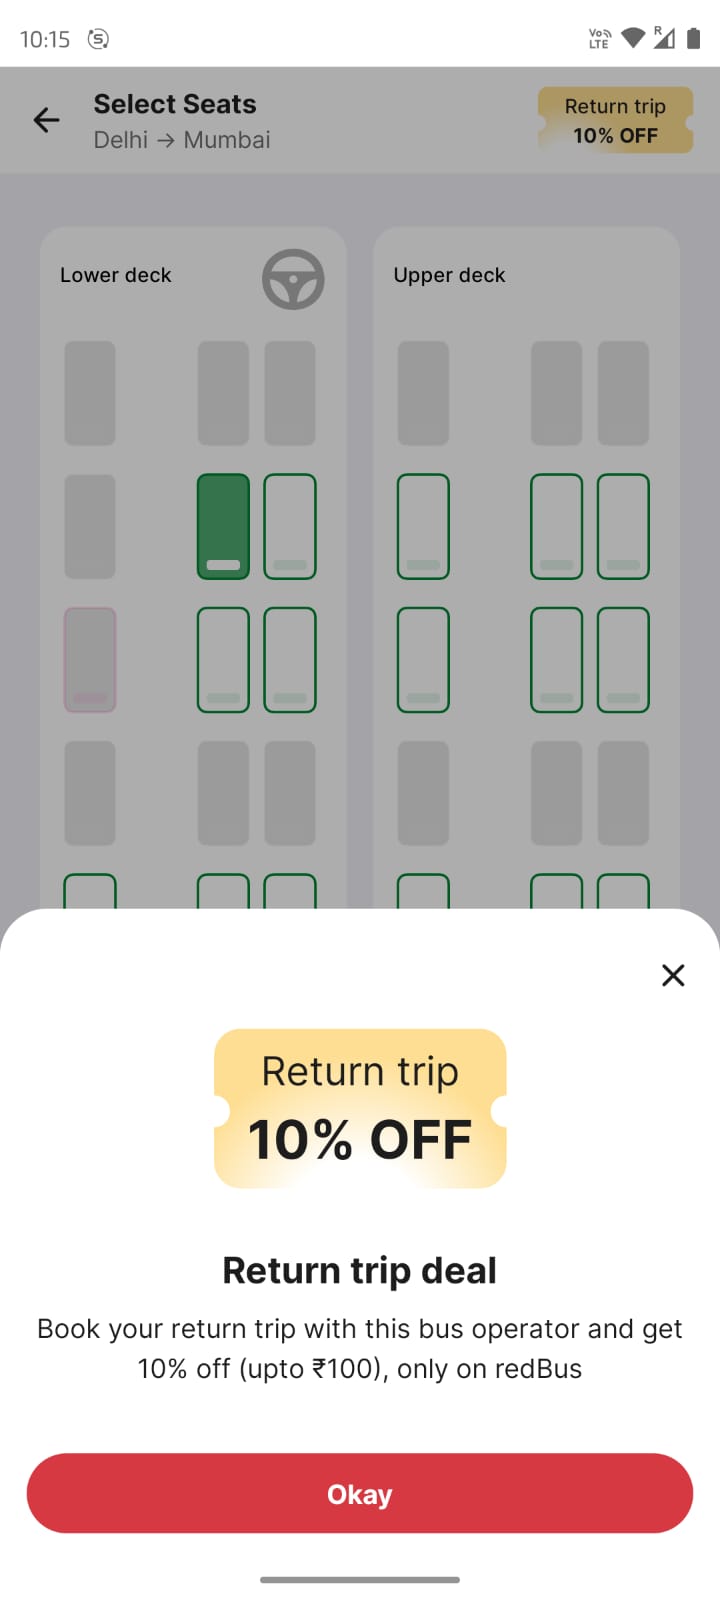 10:15
Vo
LTE
R
Select Seats
Delhi → Mumbai
Return trip
10% OFF
Lower deck
Upper deck
Return trip
10% OFF
Return trip deal
Book your return trip with this bus operator and get
10% off (upto ₹100), only on redBus
Okay